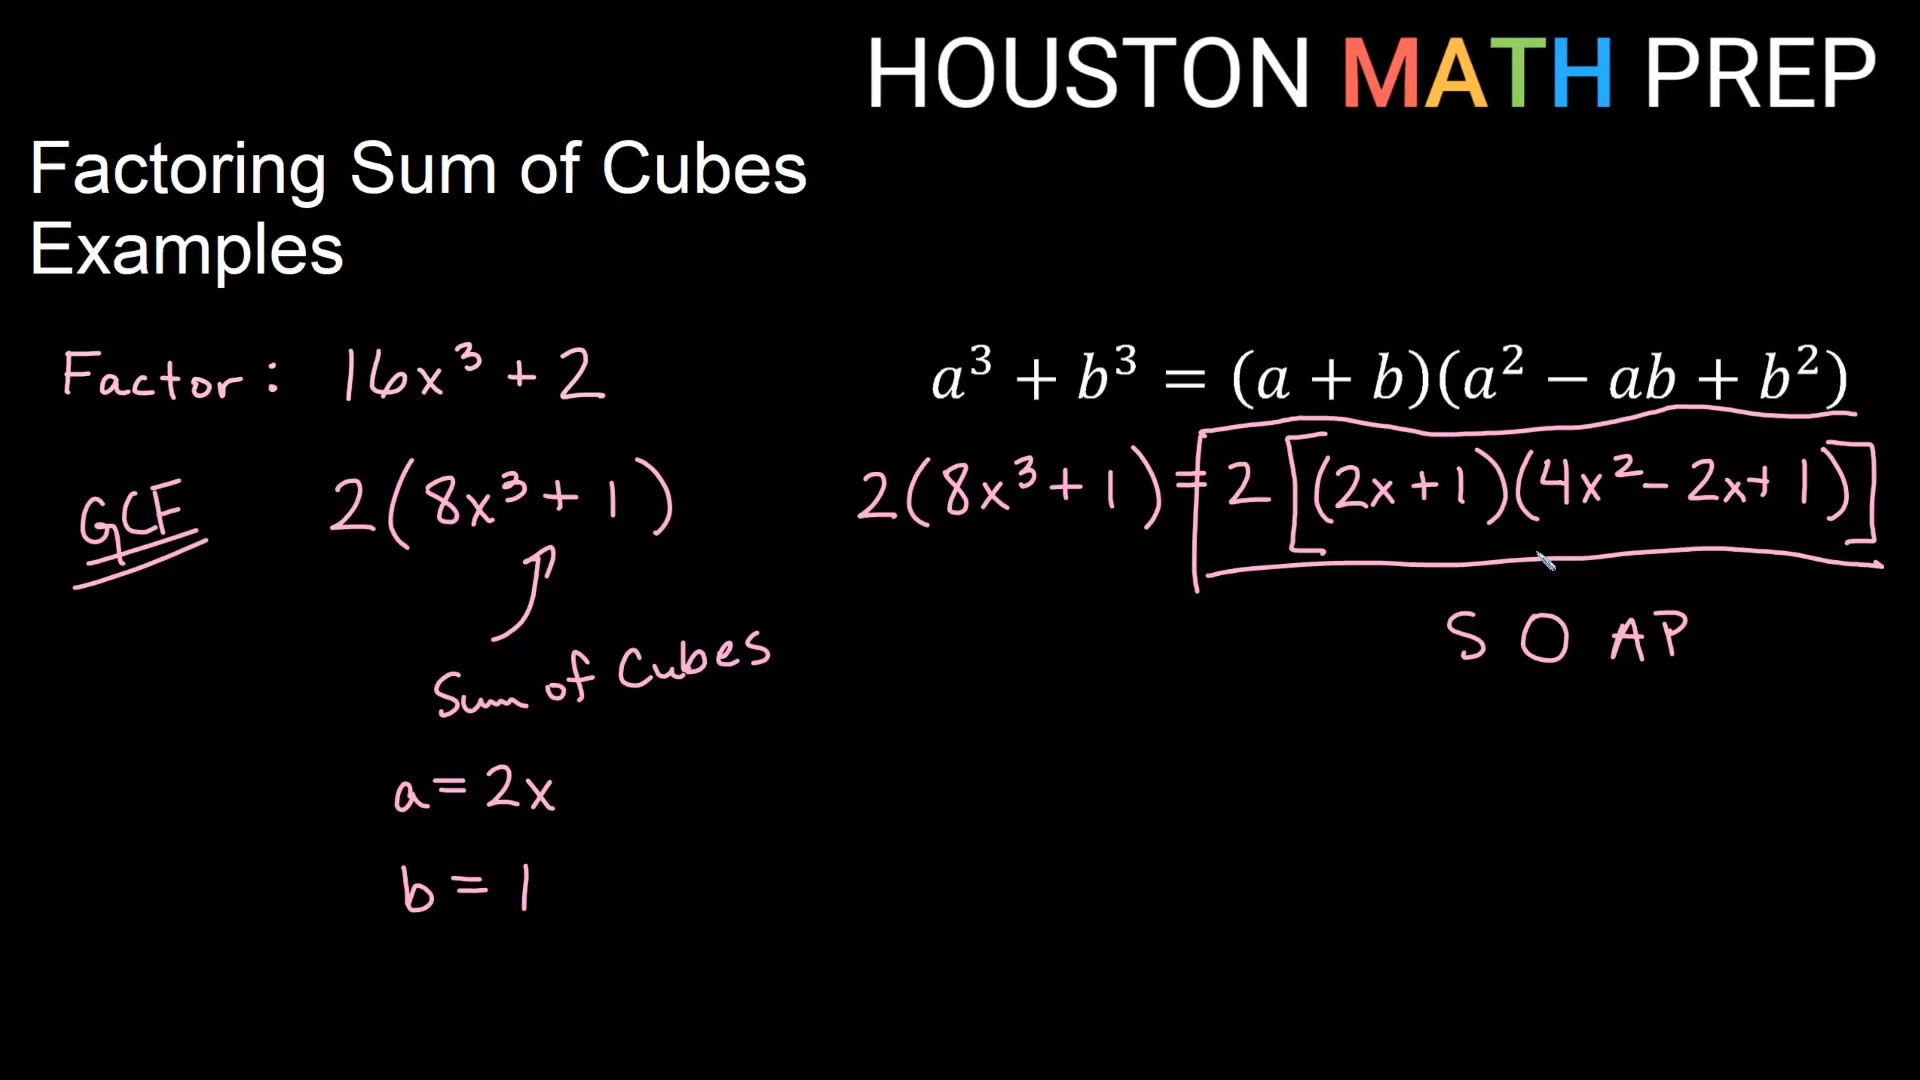 HOUSTON MATH PREP
Factoring Sum of Cubes
Examples
Factor: 16x³ + 2
a³ + b³ = (a + b)(a² − ab + b²)
GCF 2(8x³ + 1)
2(8x³ + 1) = 2[(2x + 1)(4x² − 2x + 1)]
S O A P
Sum of Cubes
a = 2x
b = 1